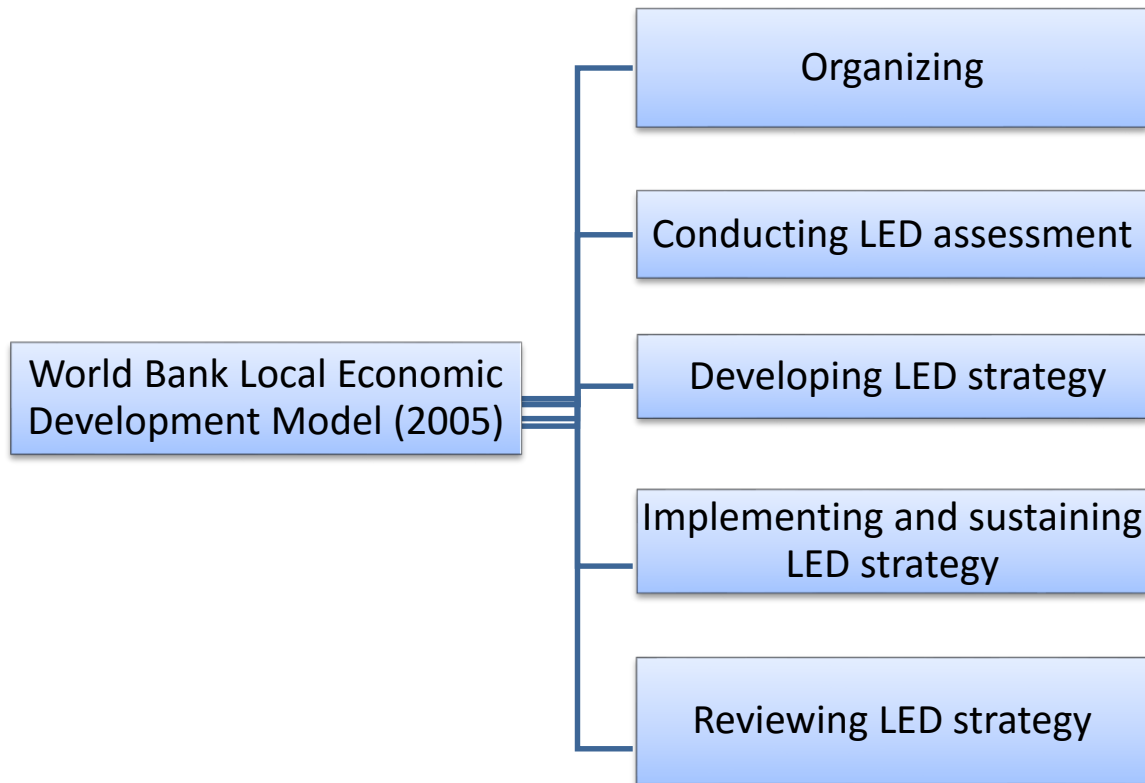 Organizing
Conducting LED assessment
World Bank Local Economic
Development Model (2005)
Developing LED strategy
Implementing and sustaining
LED strategy
Reviewing LED strategy